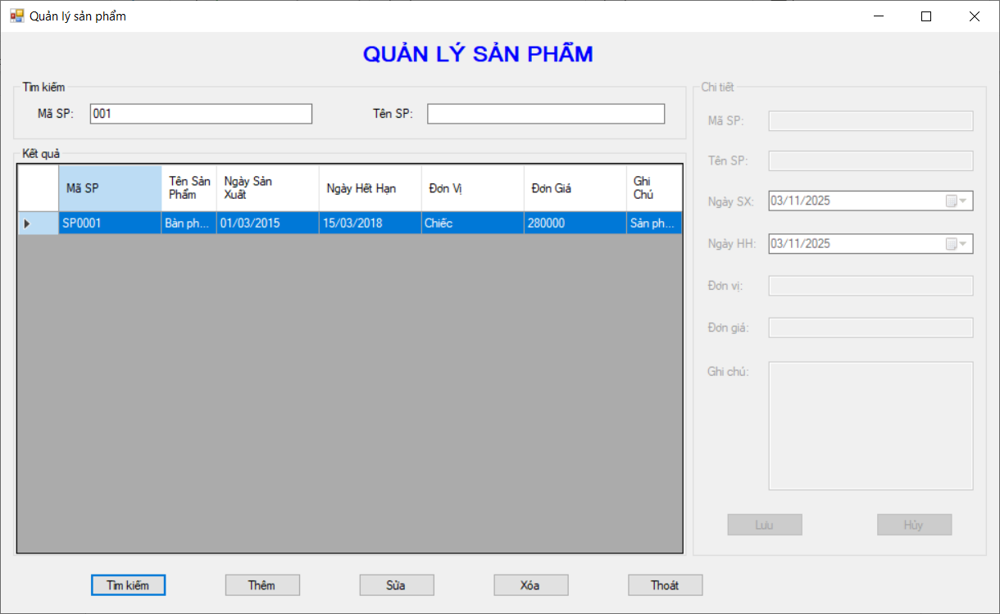 Quản lý sản phẩm
QUẢN LÝ SẢN PHẨM
Tìm kiếm
Mã SP: 001 Tên SP:
Kết quả
Mã SP Tên Sản Phẩm Ngày Sản Xuất Ngày Hết Hạn Đơn Vị Đơn Giá Ghi Chú
SP0001 Bàn ph... 01/03/2015 15/03/2018 Chiếc 280000 Sản ph...
Chi tiết
Mã SP:
Tên SP:
Ngày SX: 03/11/2025
Ngày HH: 03/11/2025
Đơn vị:
Đơn giá:
Ghi chú:
Lưu Hủy
Tìm kiếm Thêm Sửa Xóa Thoát